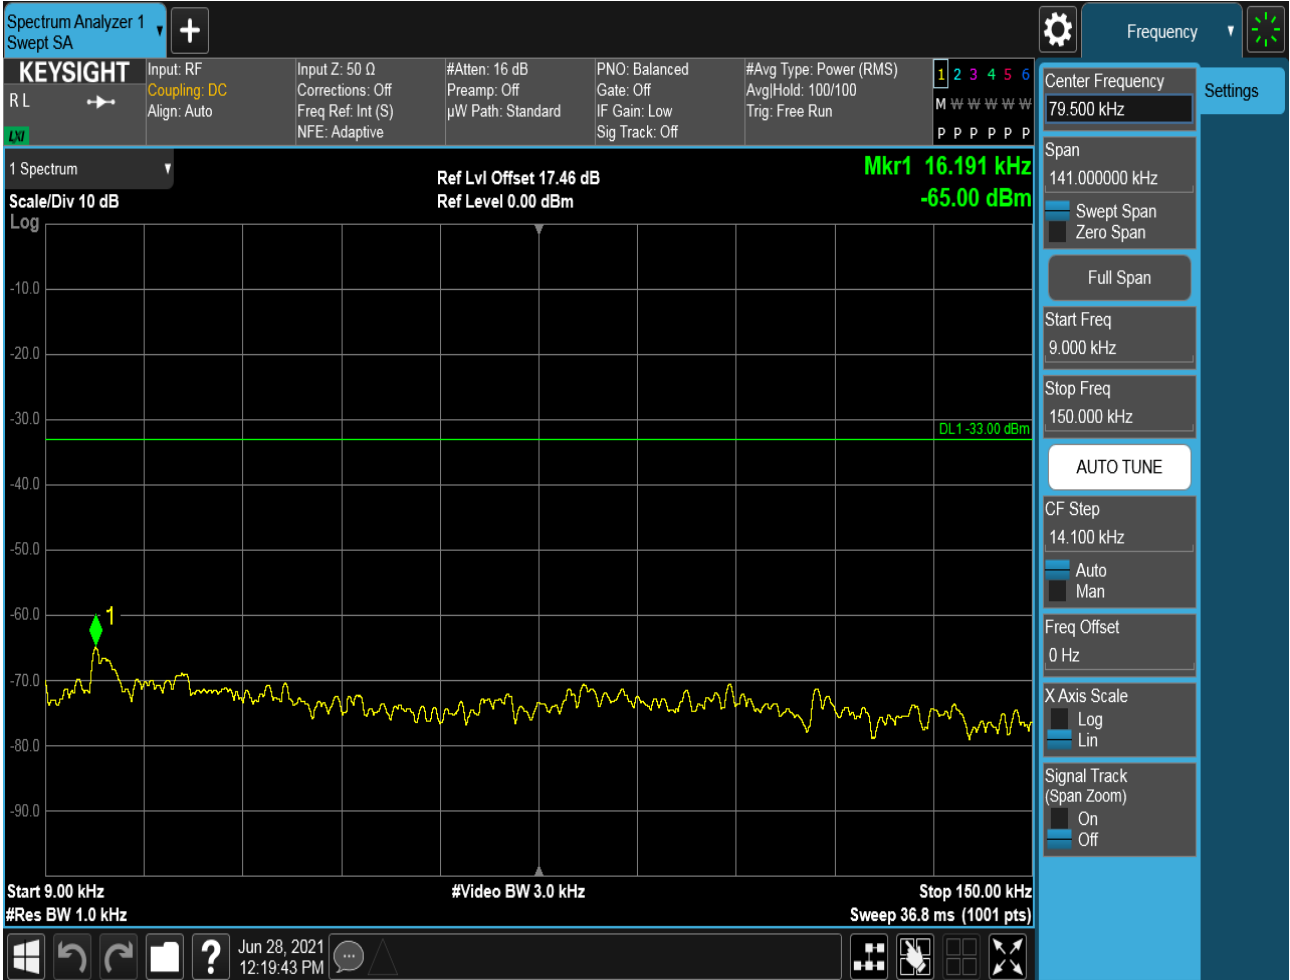 Spectrum Analyzer 1
Swept SA
Frequency
KEYSIGHT
R L
LXI
Input: RF
Coupling: DC
Align: Auto
Input Z: 50 Ω
Corrections: Off
Freq Ref: Int (S)
NFE: Adaptive
#Atten: 16 dB
Preamp: Off
µW Path: Standard
PNO: Balanced
Gate: Off
IF Gain: Low
Sig Track: Off
#Avg Type: Power (RMS)
Avg|Hold: 100/100
Trig: Free Run
1 2 3 4 5 6
M W W W W W
P P P P P P
1 Spectrum
Scale/Div 10 dB
Log
Ref Lvl Offset 17.46 dB
Ref Level 0.00 dBm
Mkr1 16.191 kHz
-65.00 dBm
-10.0
-20.0
-30.0
DL1 -33.00 dBm
-40.0
-50.0
-60.0
1
-70.0
-80.0
-90.0
Start 9.00 kHz
#Video BW 3.0 kHz
Stop 150.00 kHz
#Res BW 1.0 kHz
Sweep 36.8 ms (1001 pts)
Center Frequency
79.500 kHz
Settings
Span
141.000000 kHz
Swept Span
Zero Span
Full Span
Start Freq
9.000 kHz
Stop Freq
150.000 kHz
AUTO TUNE
CF Step
14.100 kHz
Auto
Man
Freq Offset
0 Hz
X Axis Scale
Log
Lin
Signal Track
(Span Zoom)
On
Off
?
Jun 28, 2021
12:19:43 PM